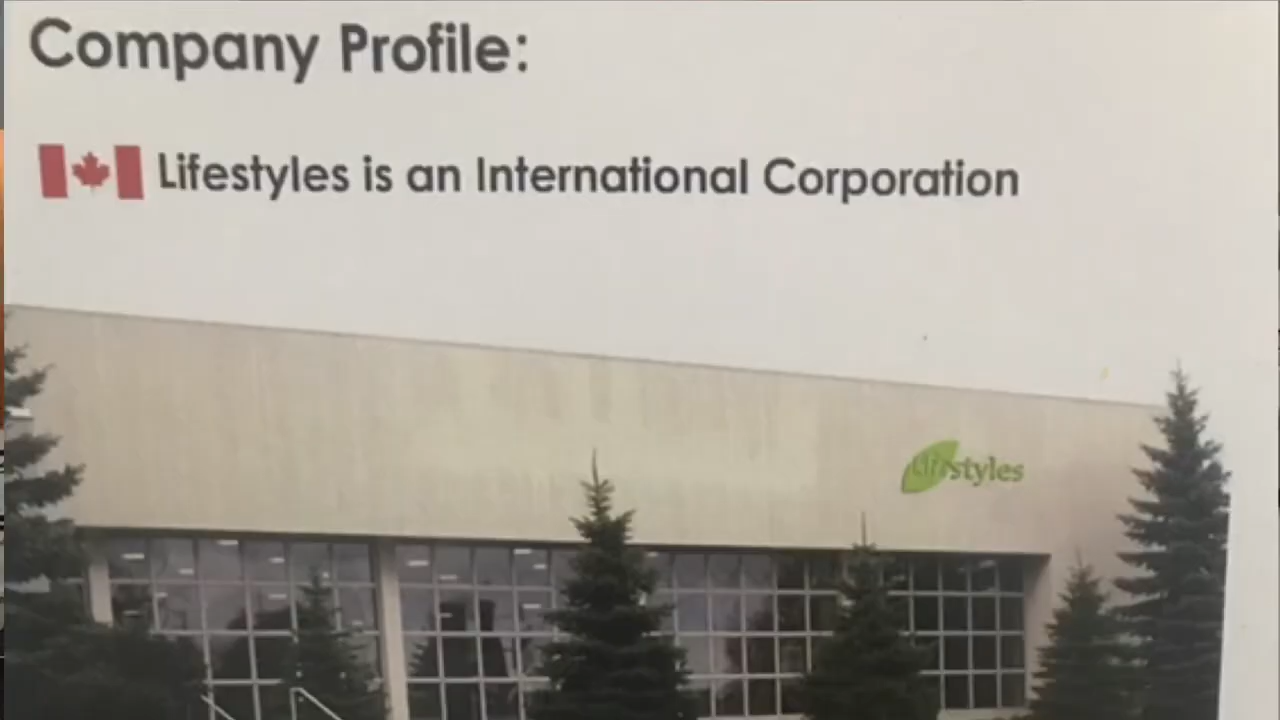 Company Profile:
Lifestyles is an International Corporation
Lifestyles